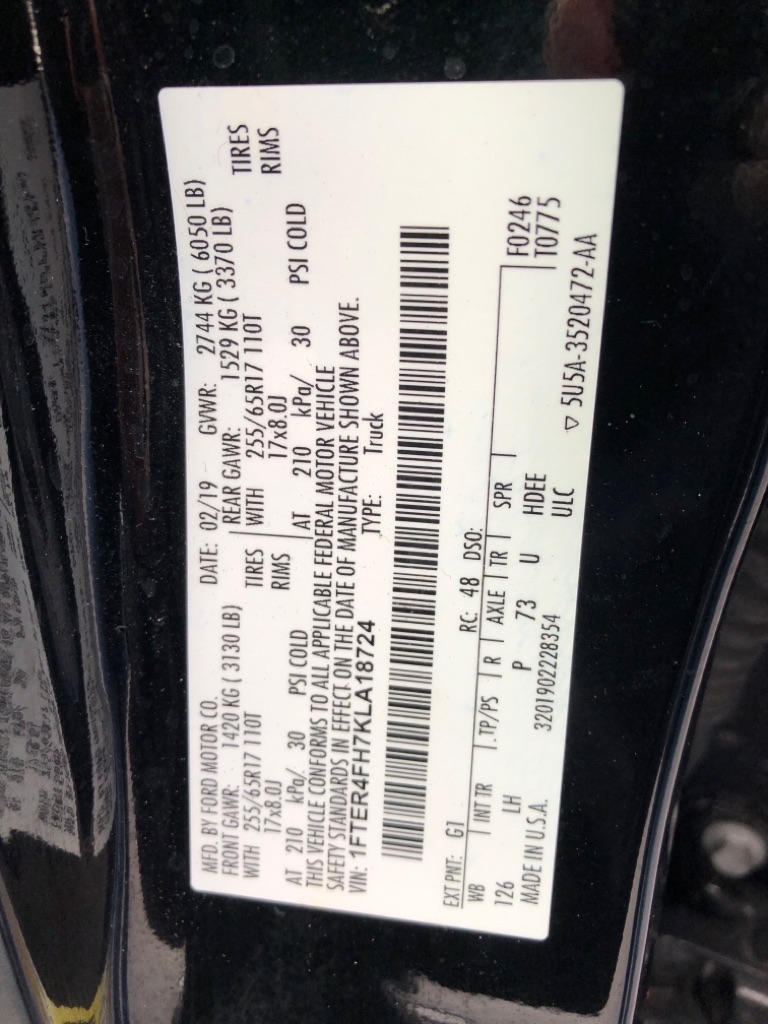 MFD. BY FORD MOTOR CO.
DATE: 02/19 GVWR: 2744 KG ( 6050 LB)
FRONT GAWR: 1420 KG ( 3130 LB)
REAR GAWR: 1529 KG ( 3370 LB)
WITH 255/65R17 110T TIRES
WITH 255/65R17 110T TIRES
17x8.0J RIMS
17x8.0J RIMS
AT 210 kPa/ 30 PSI COLD
AT 210 kPa/ 30 PSI COLD
THIS VEHICLE CONFORMS TO ALL APPLICABLE FEDERAL MOTOR VEHICLE
SAFETY STANDARDS IN EFFECT ON THE DATE OF MANUFACTURE SHOWN ABOVE.
VIN: 1FTER4FH7KLA18724 TYPE: Truck
EXT PNT: G1 RC: 48 DSO:
WB INT TR TP/PS R AXLE TR SPR F0246
126 LH P 73 U HDEE T0775
MADE IN U.S.A. 3201902228354 ULC
▽ 5U5A-3520472-AA